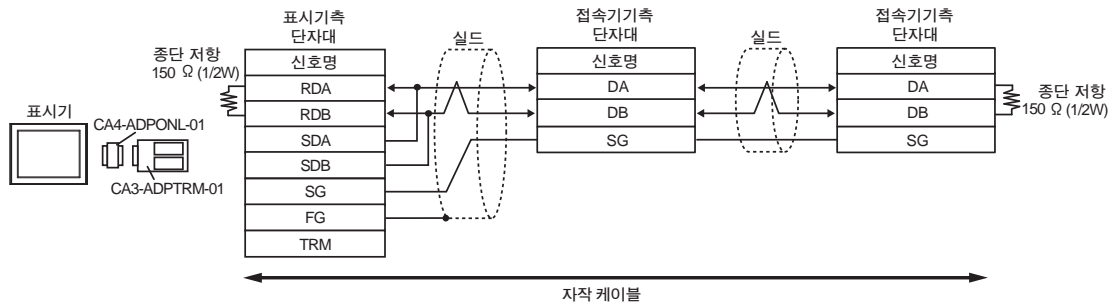 표시기
CA4-ADPONL-01
CA3-ADPTRM-01
종단 저항
150 Ω (1/2W)
표시기측
단자대
신호명
RDA
RDB
SDA
SDB
SG
FG
TRM
실드
접속기기측
단자대
신호명
DA
DB
SG
실드
접속기기측
단자대
신호명
DA
DB
SG
종단 저항
150 Ω (1/2W)
자작 케이블